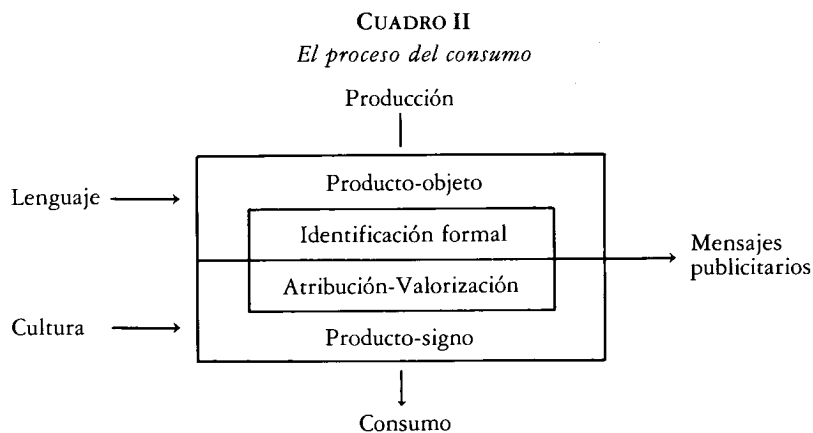 CUADRO II
El proceso del consumo
Producción
Producto-objeto
Lenguaje
Identificación formal
Mensajes
publicitarios
Atribución-Valorización
Cultura
Producto-signo
Consumo